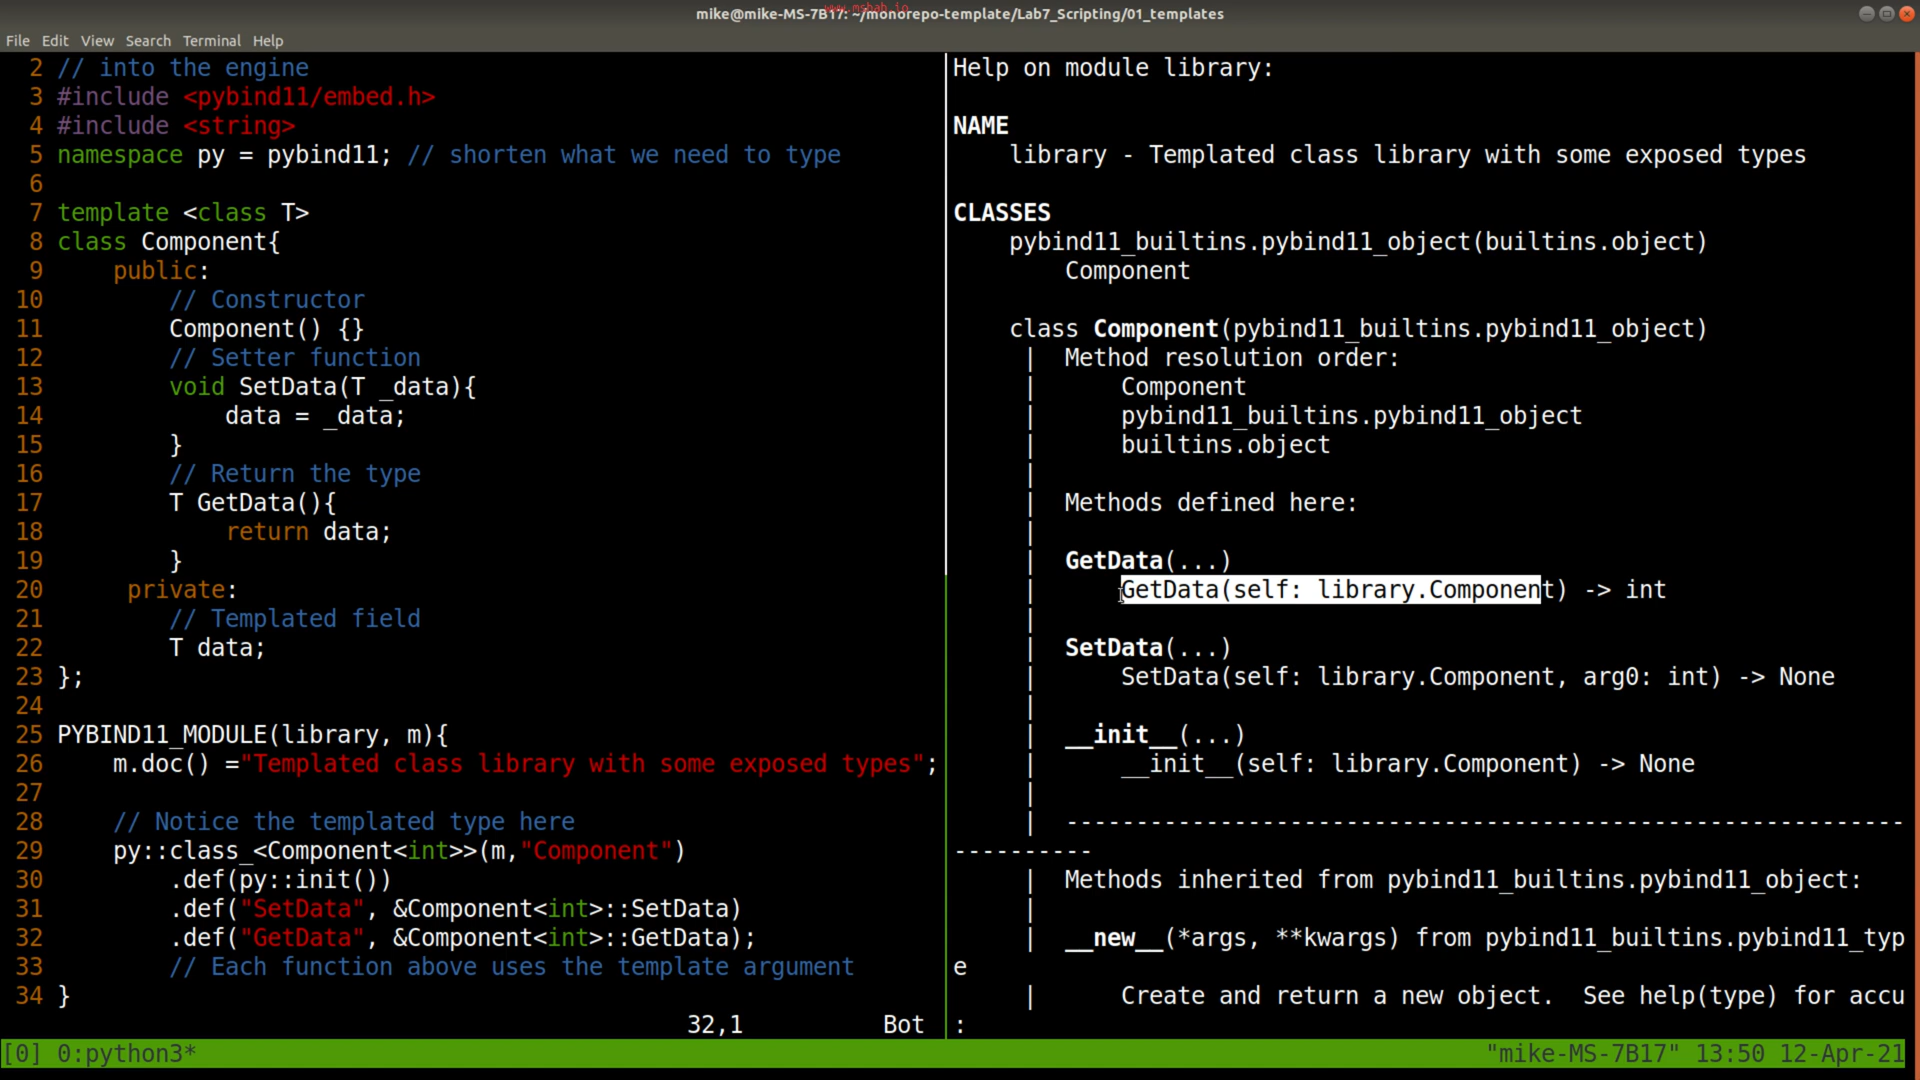 www.msbah.io
mike@mike-MS-7B17: ~/monorepo-template/Lab7_Scripting/01_templates
File Edit View Search Terminal Help
2 // into the engine
3 #include <pybind11/embed.h>
4 #include <string>
5 namespace py = pybind11; // shorten what we need to type
6
7 template <class T>
8 class Component{
9     public:
10         // Constructor
11         Component() {}
12         // Setter function
13         void SetData(T _data){
14             data = _data;
15         }
16         // Return the type
17         T GetData(){
18             return data;
19         }
20      private:
21         // Templated field
22         T data;
23 };
24
25 PYBIND11_MODULE(library, m){
26     m.doc() ="Templated class library with some exposed types";
27
28     // Notice the templated type here
29     py::class_<Component<int>>(m,"Component")
30         .def(py::init())
31         .def("SetData", &Component<int>::SetData)
32         .def("GetData", &Component<int>::GetData);
33         // Each function above uses the template argument
34 }
32,1 Bot
Help on module library:
NAME
    library - Templated class library with some exposed types
CLASSES
    pybind11_builtins.pybind11_object(builtins.object)
        Component
    class Component(pybind11_builtins.pybind11_object)
     |  Method resolution order:
     |      Component
     |      pybind11_builtins.pybind11_object
     |      builtins.object
     |
     |  Methods defined here:
     |
     |  GetData(...)
     |      GetData(self: library.Component) -> int
     |
     |  SetData(...)
     |      SetData(self: library.Component, arg0: int) -> None
     |
     |  __init__(...)
     |      __init__(self: library.Component) -> None
     |
     |  ------------------------------------------------------------
----------
     |  Methods inherited from pybind11_builtins.pybind11_object:
     |
     |  __new__(*args, **kwargs) from pybind11_builtins.pybind11_typ
e
     |      Create and return a new object.  See help(type) for accu
:
[0] 0:python3* "mike-MS-7B17" 13:50 12-Apr-21